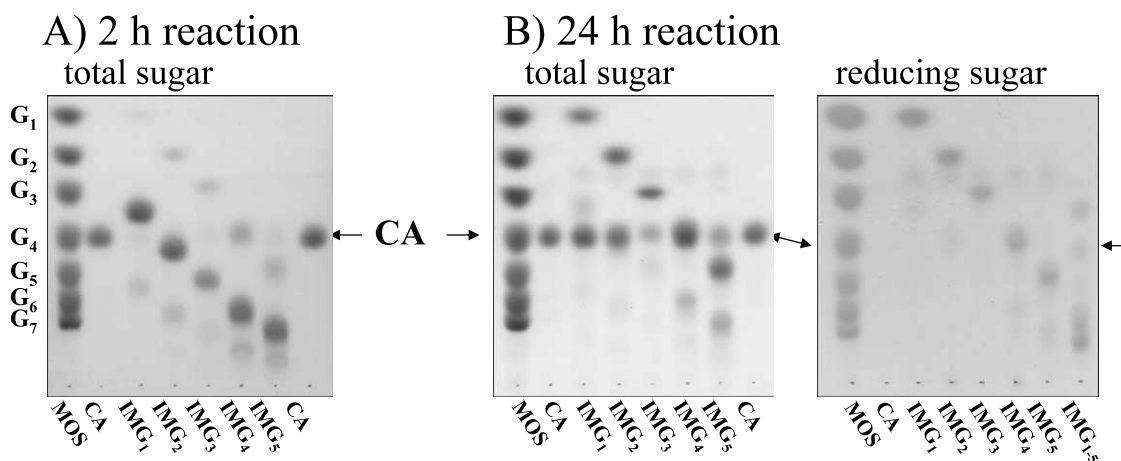 A) 2 h reaction
total sugar
G₁
G₂
G₃
G₄
G₅
G₆
G₇
MOS CA IMG₁ IMG₂ IMG₃ IMG₄ IMG₅ CA
CA
B) 24 h reaction
total sugar
MOS CA IMG₁ IMG₂ IMG₃ IMG₄ IMG₅ CA
reducing sugar
MOS CA IMG₁ IMG₂ IMG₃ IMG₄ IMG₅ IMG₁₋₅